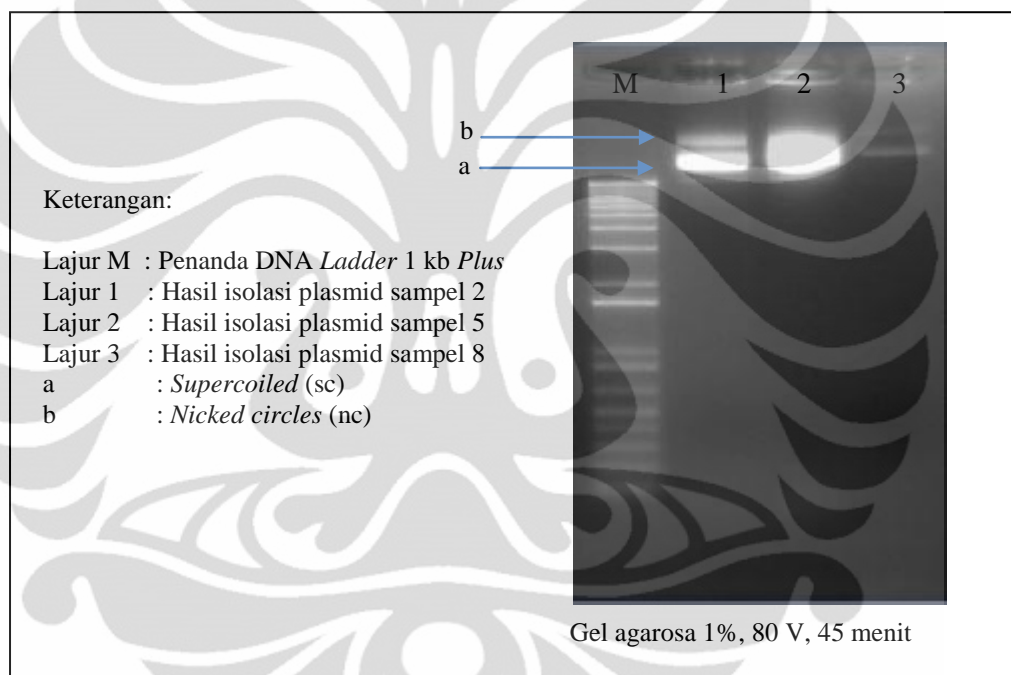 M 1 2 3
b
a
Keterangan:
Lajur M : Penanda DNA Ladder 1 kb Plus
Lajur 1 : Hasil isolasi plasmid sampel 2
Lajur 2 : Hasil isolasi plasmid sampel 5
Lajur 3 : Hasil isolasi plasmid sampel 8
a : Supercoiled (sc)
b : Nicked circles (nc)
Gel agarosa 1%, 80 V, 45 menit